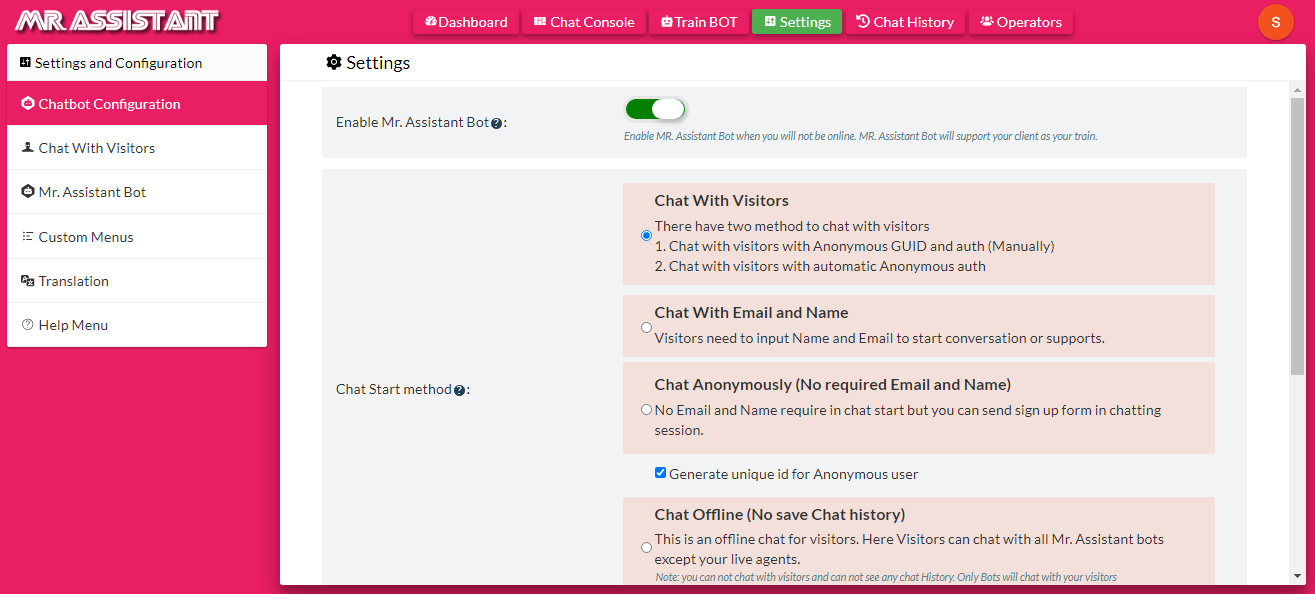 MR ASSISTANT
Dashboard
Chat Console
Train BOT
Settings
Chat History
Operators
S
Settings and Configuration
Chatbot Configuration
Chat With Visitors
Mr. Assistant Bot
Custom Menus
Translation
Help Menu
Settings
Enable Mr. Assistant Bot?:
Enable MR. Assistant Bot when you will not be online. MR. Assistant Bot will support your client as your train.
Chat Start method?:
Chat With Visitors
There have two method to chat with visitors
1. Chat with visitors with Anonymous GUID and auth (Manually)
2. Chat with visitors with automatic Anonymous auth
Chat With Email and Name
Visitors need to input Name and Email to start conversation or supports.
Chat Anonymously (No required Email and Name)
No Email and Name require in chat start but you can send sign up form in chatting
session.
Generate unique id for Anonymous user
Chat Offline (No save Chat history)
This is an offline chat for visitors. Here Visitors can chat with all Mr. Assistant bots
except your live agents.
Note: you can not chat with visitors and can not see any chat History. Only Bots will chat with your visitors